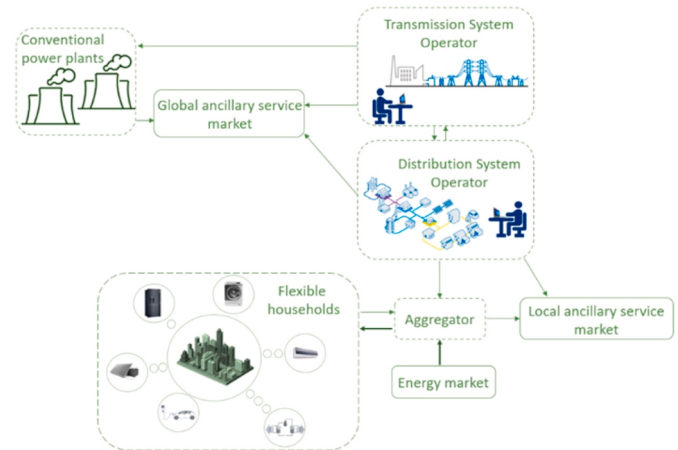 Conventional
power plants
Transmission System
Operator
Global ancillary service
market
Distribution System
Operator
Flexible
households
Aggregator
Local ancillary service
market
Energy market